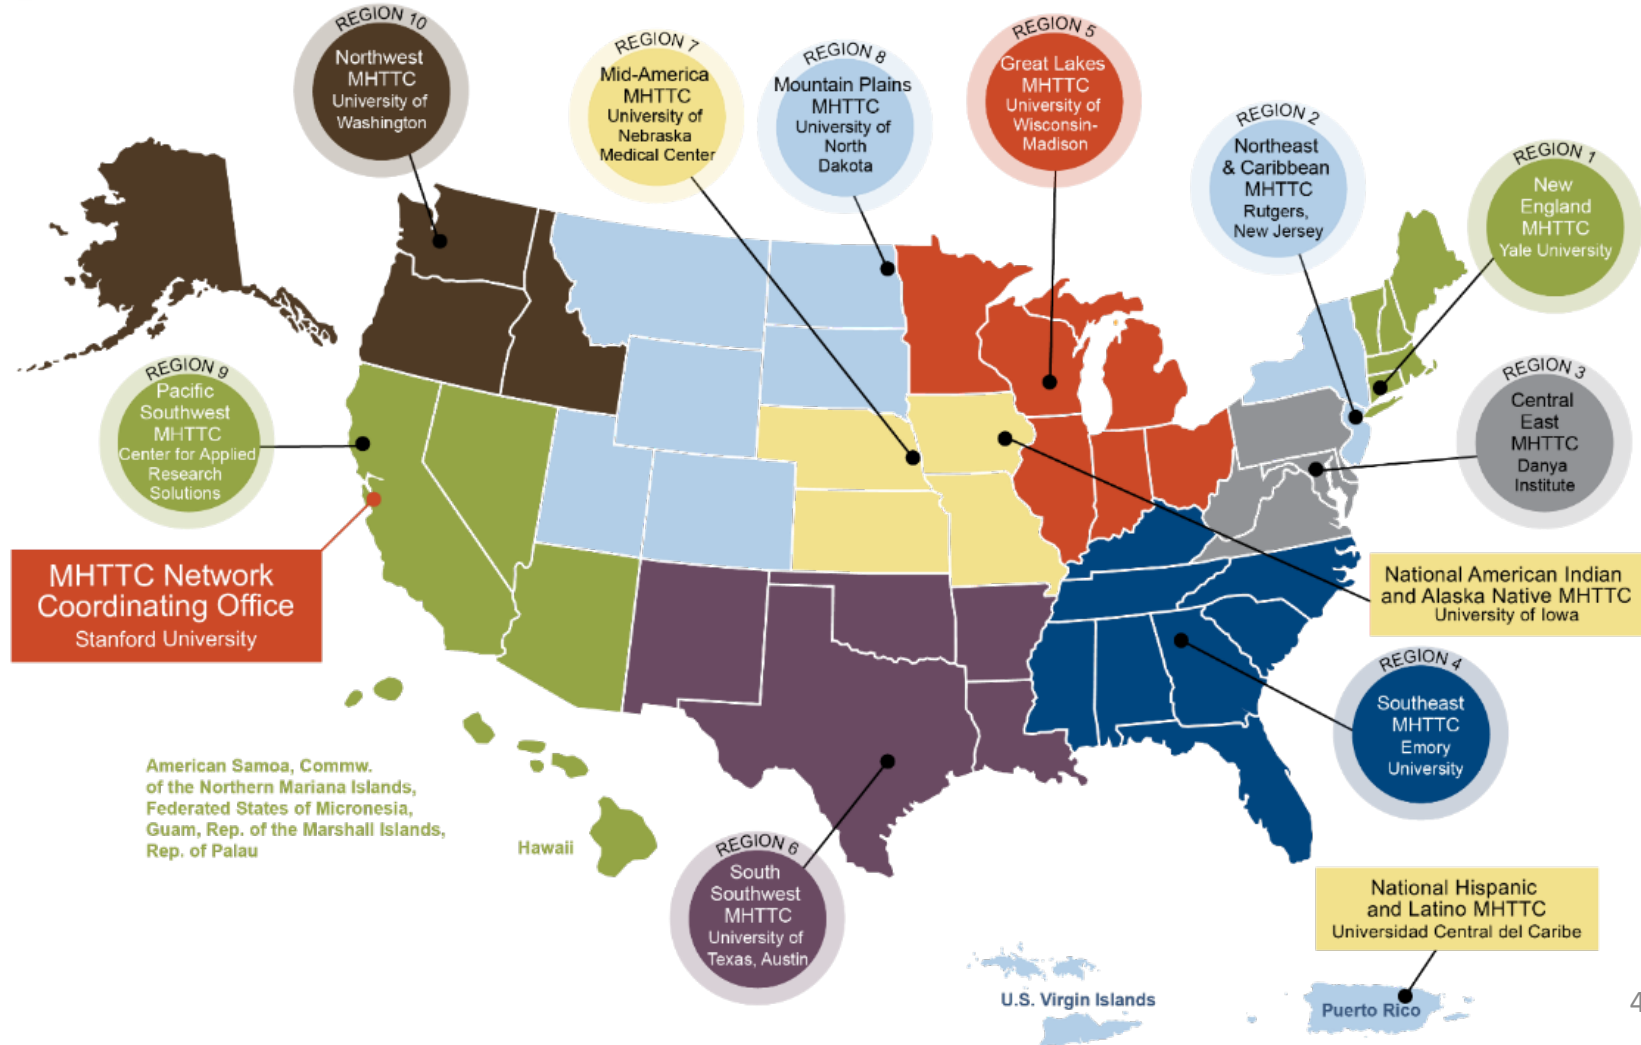 REGION 10
Northwest
MHTTC
University of
Washington
REGION 7
Mid-America
MHTTC
University of
Nebraska
Medical Center
REGION 8
Mountain Plains
MHTTC
University of
North
Dakota
REGION 5
Great Lakes
MHTTC
University of
Wisconsin-
Madison
REGION 2
Northeast
& Caribbean
MHTTC
Rutgers,
New Jersey
REGION 1
New
England
MHTTC
Yale University
REGION 9
Pacific
Southwest
MHTTC
Center for Applied
Research
Solutions
REGION 3
Central
East
MHTTC
Danya
Institute
MHTTC Network
Coordinating Office
Stanford University
National American Indian
and Alaska Native MHTTC
University of Iowa
REGION 4
Southeast
MHTTC
Emory
University
American Samoa, Commw.
of the Northern Mariana Islands,
Federated States of Micronesia,
Guam, Rep. of the Marshall Islands,
Rep. of Palau
Hawaii
REGION 6
South
Southwest
MHTTC
University of
Texas, Austin
National Hispanic
and Latino MHTTC
Universidad Central del Caribe
U.S. Virgin Islands
Puerto Rico
4